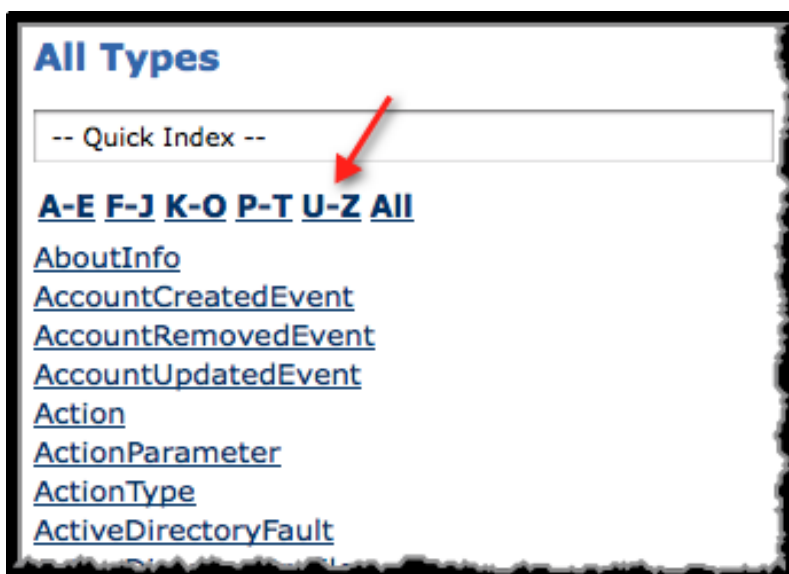 All Types
-- Quick Index --
A-E F-J K-O P-T U-Z All
AboutInfo
AccountCreatedEvent
AccountRemovedEvent
AccountUpdatedEvent
Action
ActionParameter
ActionType
ActiveDirectoryFault